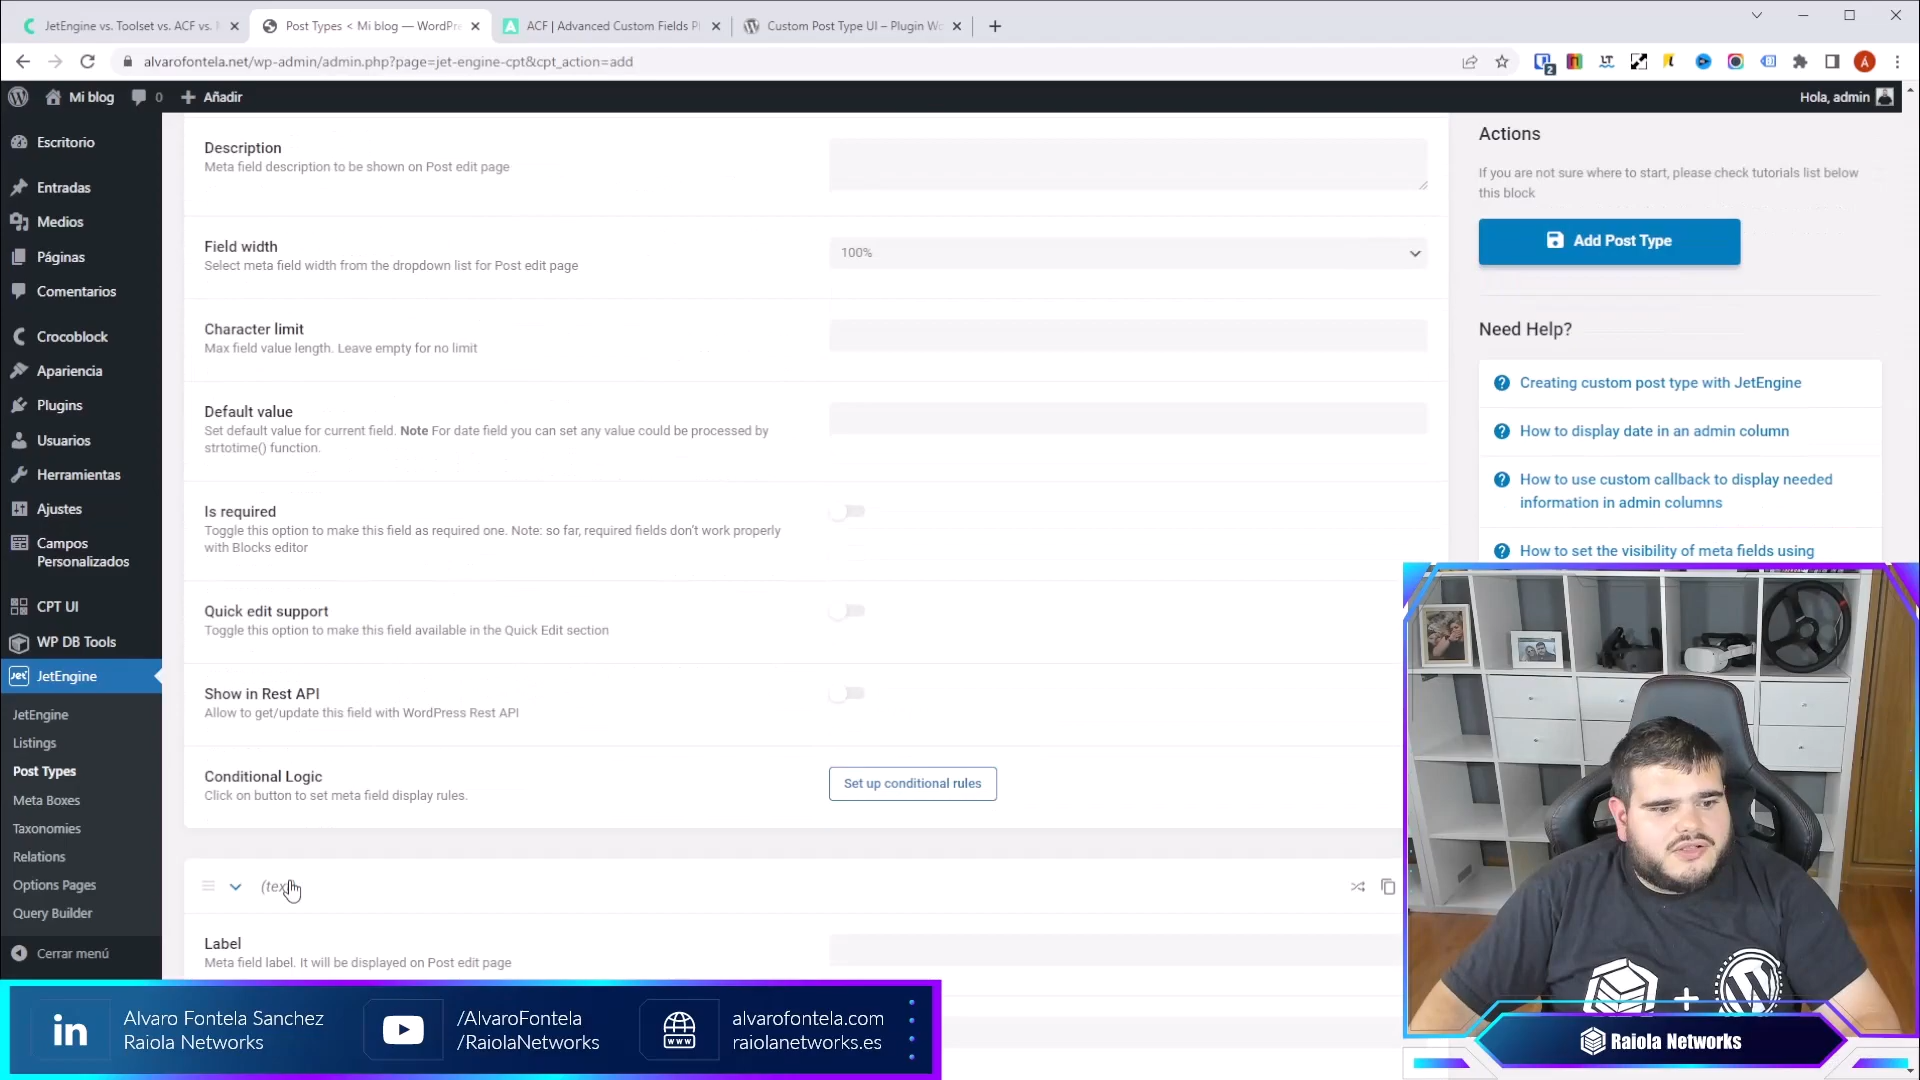 JetEngine vs. Toolset vs. ACF vs.
Post Types < Mi blog — WordPre
ACF | Advanced Custom Fields Pl
Custom Post Type UI – Plugin Wo
alvarofontela.net/wp-admin/admin.php?page=jet-engine-cpt&cpt_action=add
2
A
Mi blog
0
Añadir
Hola, admin
Escritorio
Entradas
Medios
Páginas
Comentarios
Crocoblock
Apariencia
Plugins
Usuarios
Herramientas
Ajustes
Campos
Personalizados
CPT UI
WP DB Tools
JetEngine
JetEngine
Listings
Post Types
Meta Boxes
Taxonomies
Relations
Options Pages
Query Builder
Cerrar menú
Description
Meta field description to be shown on Post edit page
Field width
Select meta field width from the dropdown list for Post edit page
100%
Character limit
Max field value length. Leave empty for no limit
Default value
Set default value for current field. Note For date field you can set any value could be processed by
strtotime() function.
Is required
Toggle this option to make this field as required one. Note: so far, required fields don't work properly
with Blocks editor
Quick edit support
Toggle this option to make this field available in the Quick Edit section
Show in Rest API
Allow to get/update this field with WordPress Rest API
Conditional Logic
Click on button to set meta field display rules.
Set up conditional rules
(tex
Label
Meta field label. It will be displayed on Post edit page
Actions
If you are not sure where to start, please check tutorials list below
this block
Add Post Type
Need Help?
Creating custom post type with JetEngine
How to display date in an admin column
How to use custom callback to display needed
information in admin columns
How to set the visibility of meta fields using
in
Alvaro Fontela Sanchez
Raiola Networks
/AlvaroFontela
/RaiolaNetworks
www
alvarofontela.com
raiolanetworks.es
+
Raiola Networks